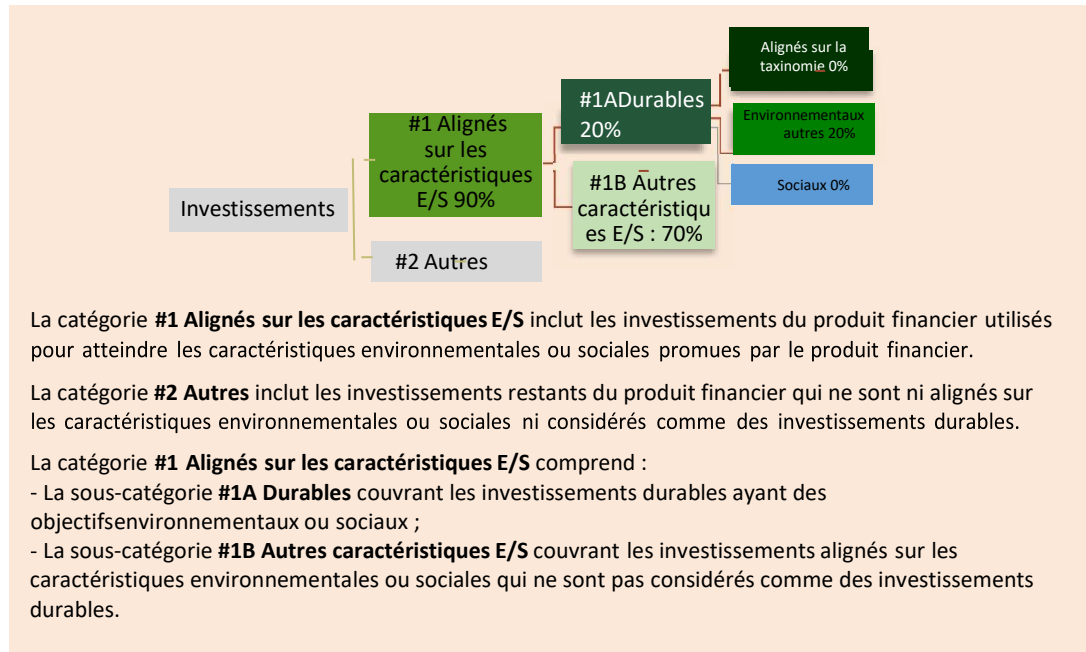 Alignés sur la
taxinomie 0%
#1ADurables
20%
Environnementaux
autres 20%
#1 Alignés
sur les
caractéristiques
E/S 90%
#1B Autres
caractéristiqu
es E/S : 70%
Sociaux 0%
Investissements
#2 Autres
La catégorie #1 Alignés sur les caractéristiques E/S inclut les investissements du produit financier utilisés
pour atteindre les caractéristiques environnementales ou sociales promues par le produit financier.
La catégorie #2 Autres inclut les investissements restants du produit financier qui ne sont ni alignés sur
les caractéristiques environnementales ou sociales ni considérés comme des investissements durables.
La catégorie #1 Alignés sur les caractéristiques E/S comprend :
- La sous-catégorie #1A Durables couvrant les investissements durables ayant des
objectifsenvironnementaux ou sociaux ;
- La sous-catégorie #1B Autres caractéristiques E/S couvrant les investissements alignés sur les
caractéristiques environnementales ou sociales qui ne sont pas considérés comme des investissements
durables.